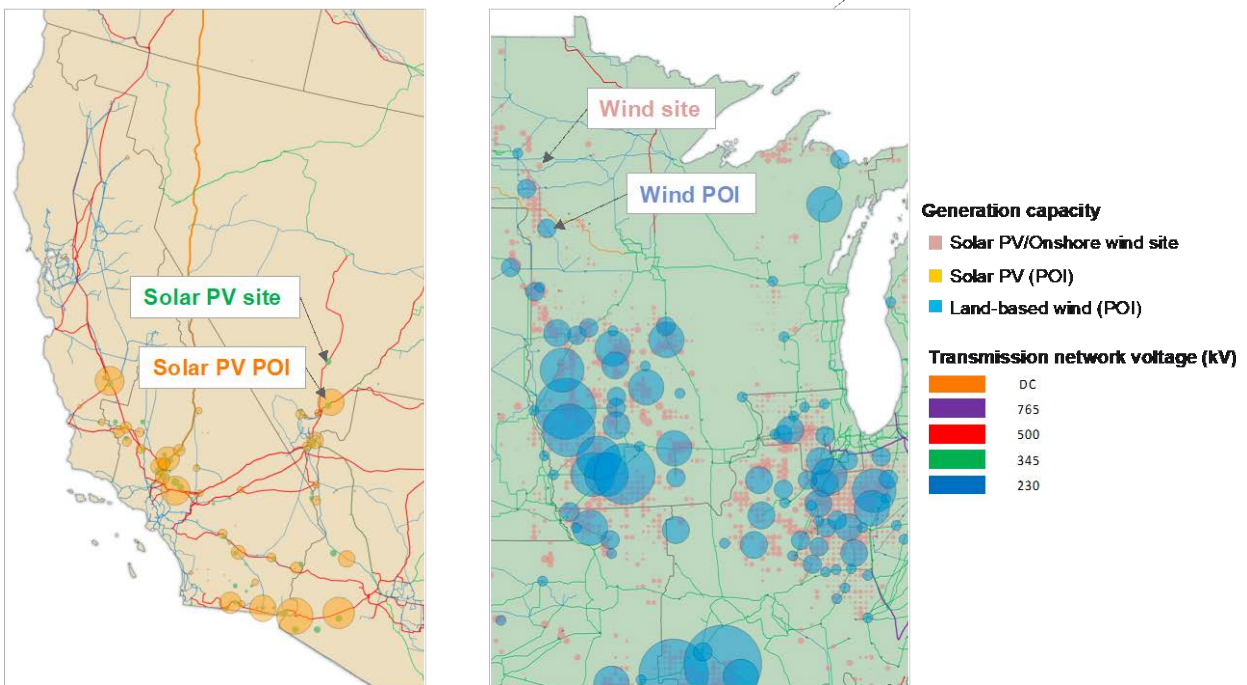 Solar PV site
Solar PV POI
Wind site
Wind POI
Generation capacity
Solar PV/Onshore wind site
Solar PV (POI)
Land-based wind (POI)
Transmission network voltage (kV)
DC
765
500
345
230